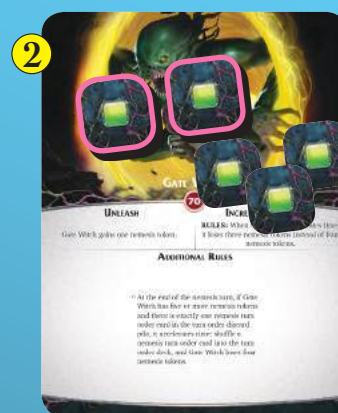 2
GATE
70
UNLEASH
INCRE
Gate Witch gains one nemesis token.
RULES: When
it loses three nemesis tokens instead of four
nemesis tokens.
ADDITIONAL RULES
At the end of the nemesis turn, if Gate
Witch has five or more nemesis tokens
and there is exactly one nemesis turn
order card in the turn order discard
pile, it accelerates time: shuffle a
nemesis turn order card into the turn
order deck, and Gate Witch loses four
nemesis tokens.